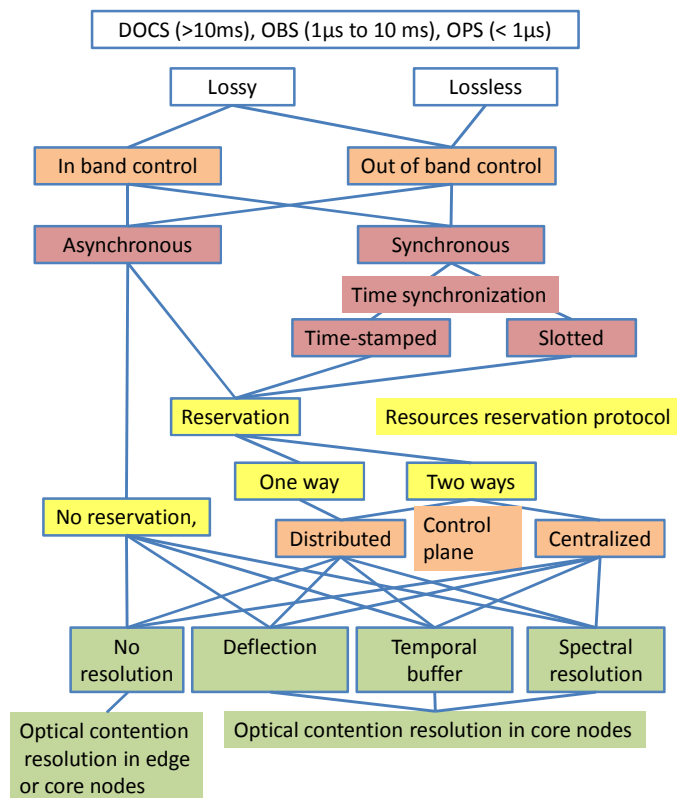 DOCS (>10ms), OBS (1µs to 10 ms), OPS (< 1µs)
Lossy
Lossless
In band control
Out of band control
Asynchronous
Synchronous
Time synchronization
Time-stamped
Slotted
Reservation
Resources reservation protocol
One way
Two ways
No reservation,
Distributed
Control
plane
Centralized
No
resolution
Deflection
Temporal
buffer
Spectral
resolution
Optical contention
resolution in edge
or core nodes
Optical contention resolution in core nodes